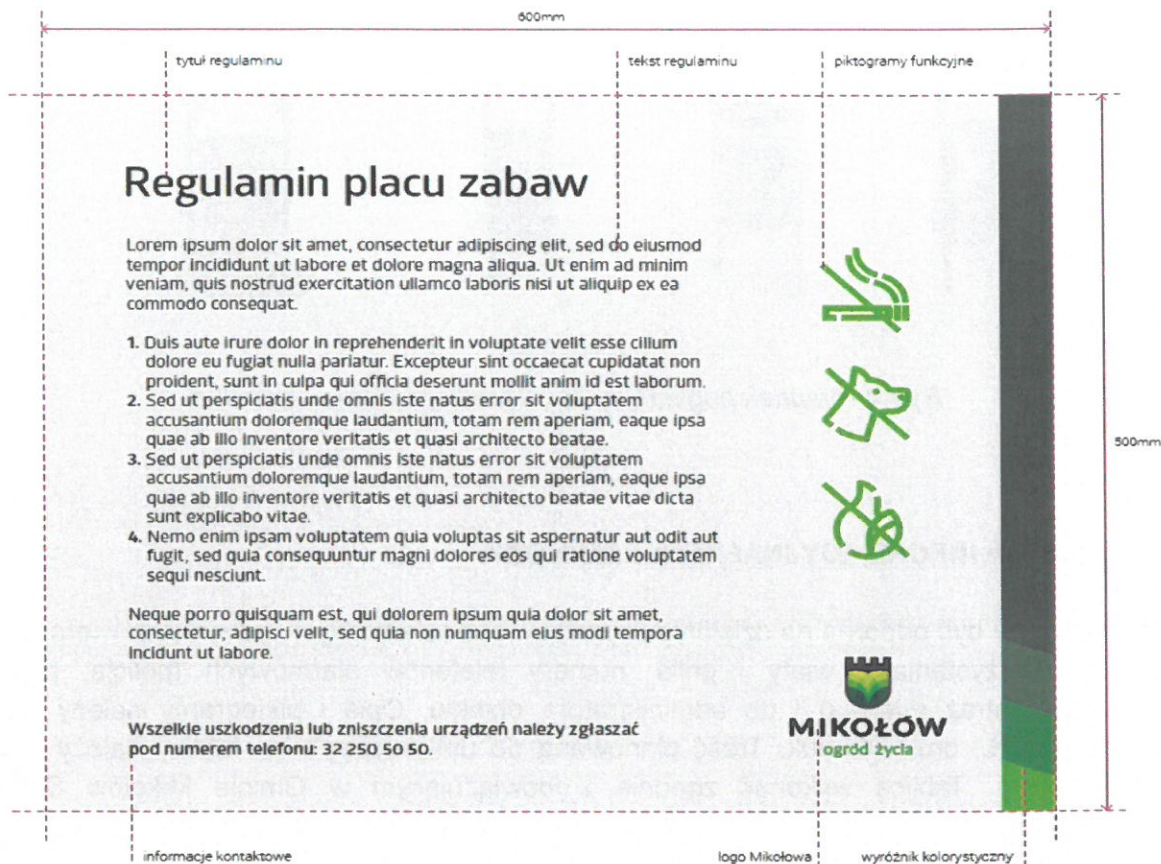 600mm
tytuł regulaminu
tekst regulaminu
piktogramy funkcyjne
Regulamin placu zabaw
Lorem ipsum dolor sit amet, consectetur adipiscing elit, sed do eiusmod
tempor incididunt ut labore et dolore magna aliqua. Ut enim ad minim
veniam, quis nostrud exercitation ullamco laboris nisi ut aliquip ex ea
commodo consequat.
1. Duis aute irure dolor in reprehenderit in voluptate velit esse cillum
dolore eu fugiat nulla pariatur. Excepteur sint occaecat cupidatat non
proident, sunt in culpa qui officia deserunt mollit anim id est laborum.
2. Sed ut perspiciatis unde omnis iste natus error sit voluptatem
accusantium doloremque laudantium, totam rem aperiam, eaque ipsa
quae ab illo inventore veritatis et quasi architecto beatae.
3. Sed ut perspiciatis unde omnis iste natus error sit voluptatem
accusantium doloremque laudantium, totam rem aperiam, eaque ipsa
quae ab illo inventore veritatis et quasi architecto beatae vitae dicta
sunt explicabo vitae.
4. Nemo enim ipsam voluptatem quia voluptas sit aspernatur aut odit aut
fugit, sed quia consequuntur magni dolores eos qui ratione voluptatem
sequi nesciunt.
Neque porro quisquam est, qui dolorem ipsum quia dolor sit amet,
consectetur, adipisci velit, sed quia non numquam eius modi tempora
incidunt ut labore.
Wszelkie uszkodzenia lub zniszczenia urządzeń należy zgłaszać
pod numerem telefonu: 32 250 50 50.
MIKOŁÓW
ogród życia
500mm
informacje kontaktowe
logo Mikołowa
wyróżnik kolorystyczny